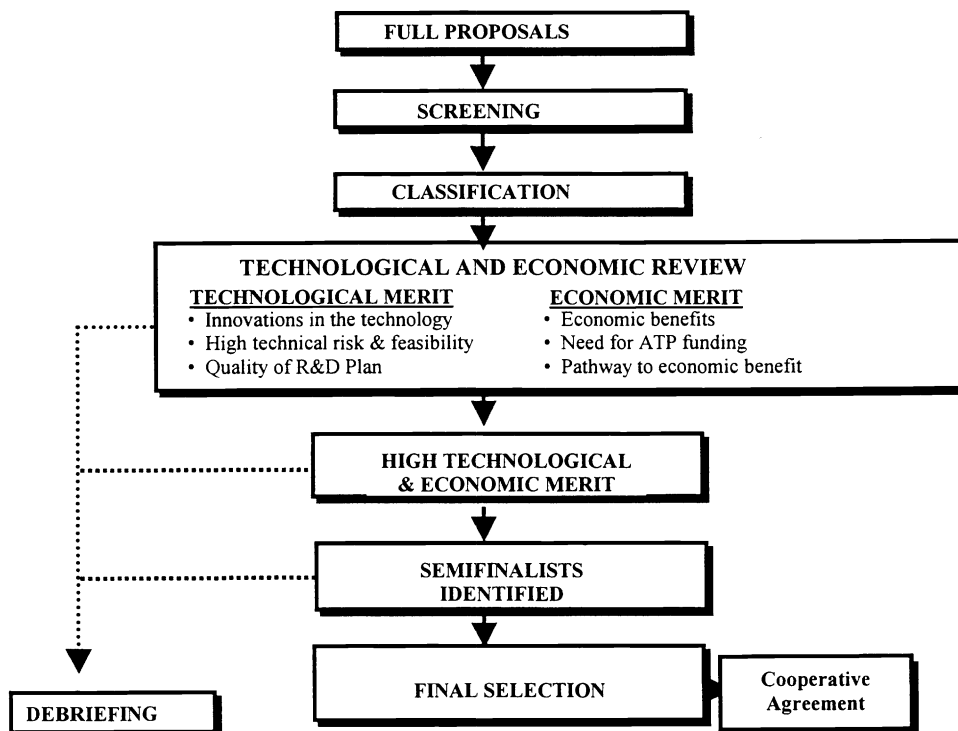 FULL PROPOSALS
SCREENING
CLASSIFICATION
TECHNOLOGICAL AND ECONOMIC REVIEW
TECHNOLOGICAL MERIT
• Innovations in the technology
• High technical risk & feasibility
• Quality of R&D Plan
ECONOMIC MERIT
• Economic benefits
• Need for ATP funding
• Pathway to economic benefit
HIGH TECHNOLOGICAL
& ECONOMIC MERIT
SEMIFINALISTS
IDENTIFIED
FINAL SELECTION
Cooperative
Agreement
DEBRIEFING